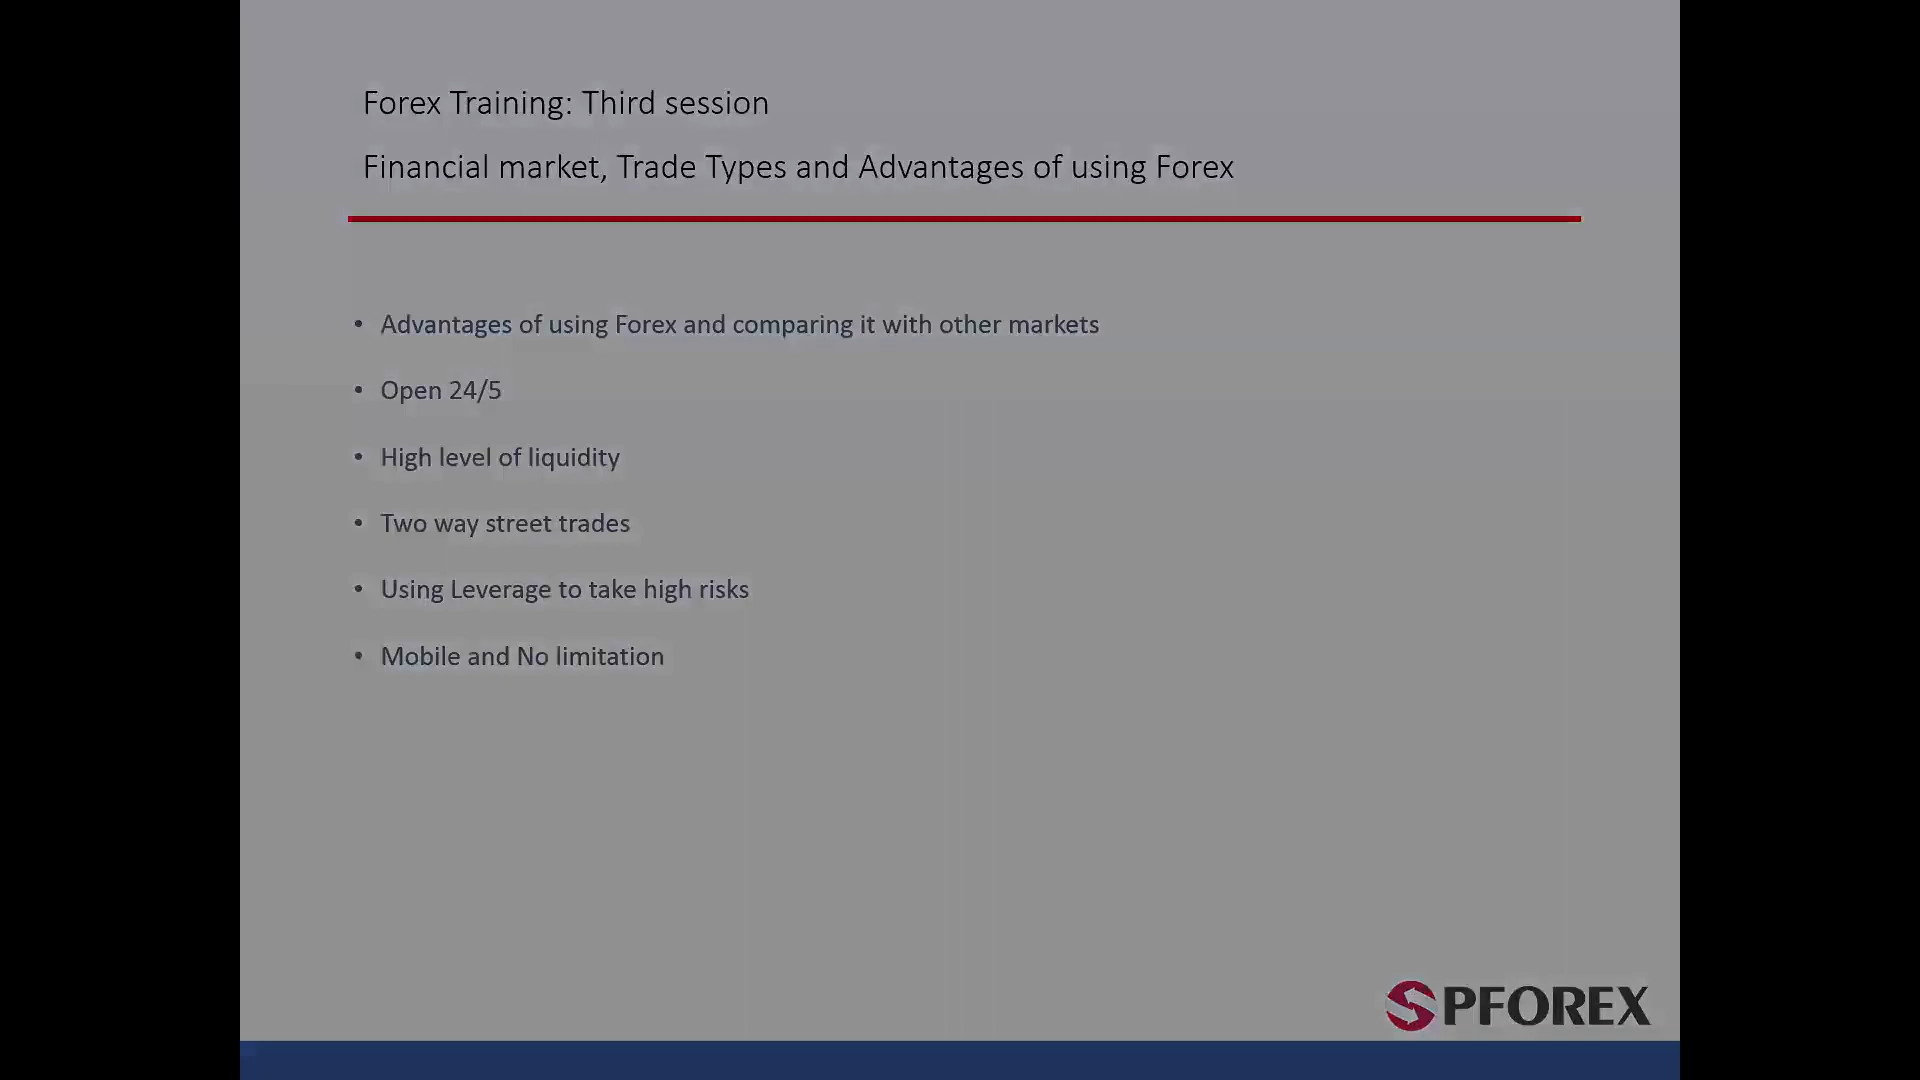 Forex Training: Third session
Financial market, Trade Types and Advantages of using Forex
• Advantages of using Forex and comparing it with other markets
• Open 24/5
• High level of liquidity
• Two way street trades
• Using Leverage to take high risks
• Mobile and No limitation
SPFOREX